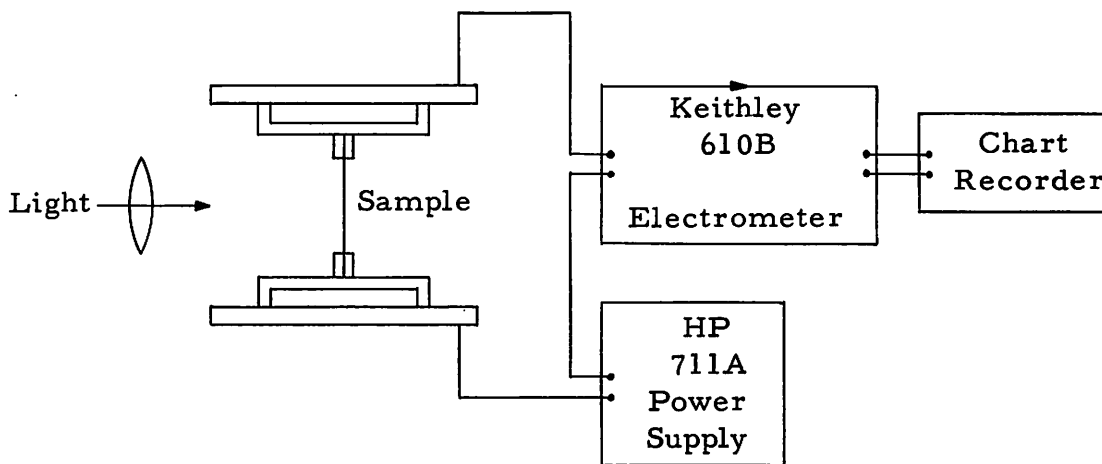 Light
Sample
Keithley
610B
Electrometer
Chart
Recorder
HP
711A
Power
Supply